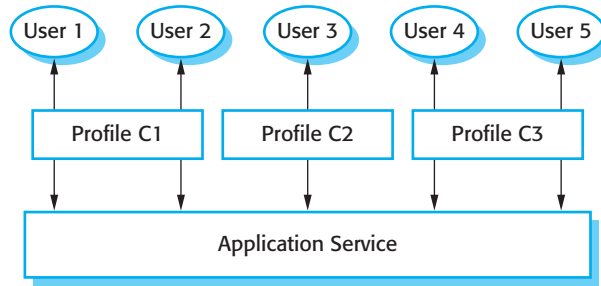 User 1
User 2
User 3
User 4
User 5
Profile C1
Profile C2
Profile C3
Application Service